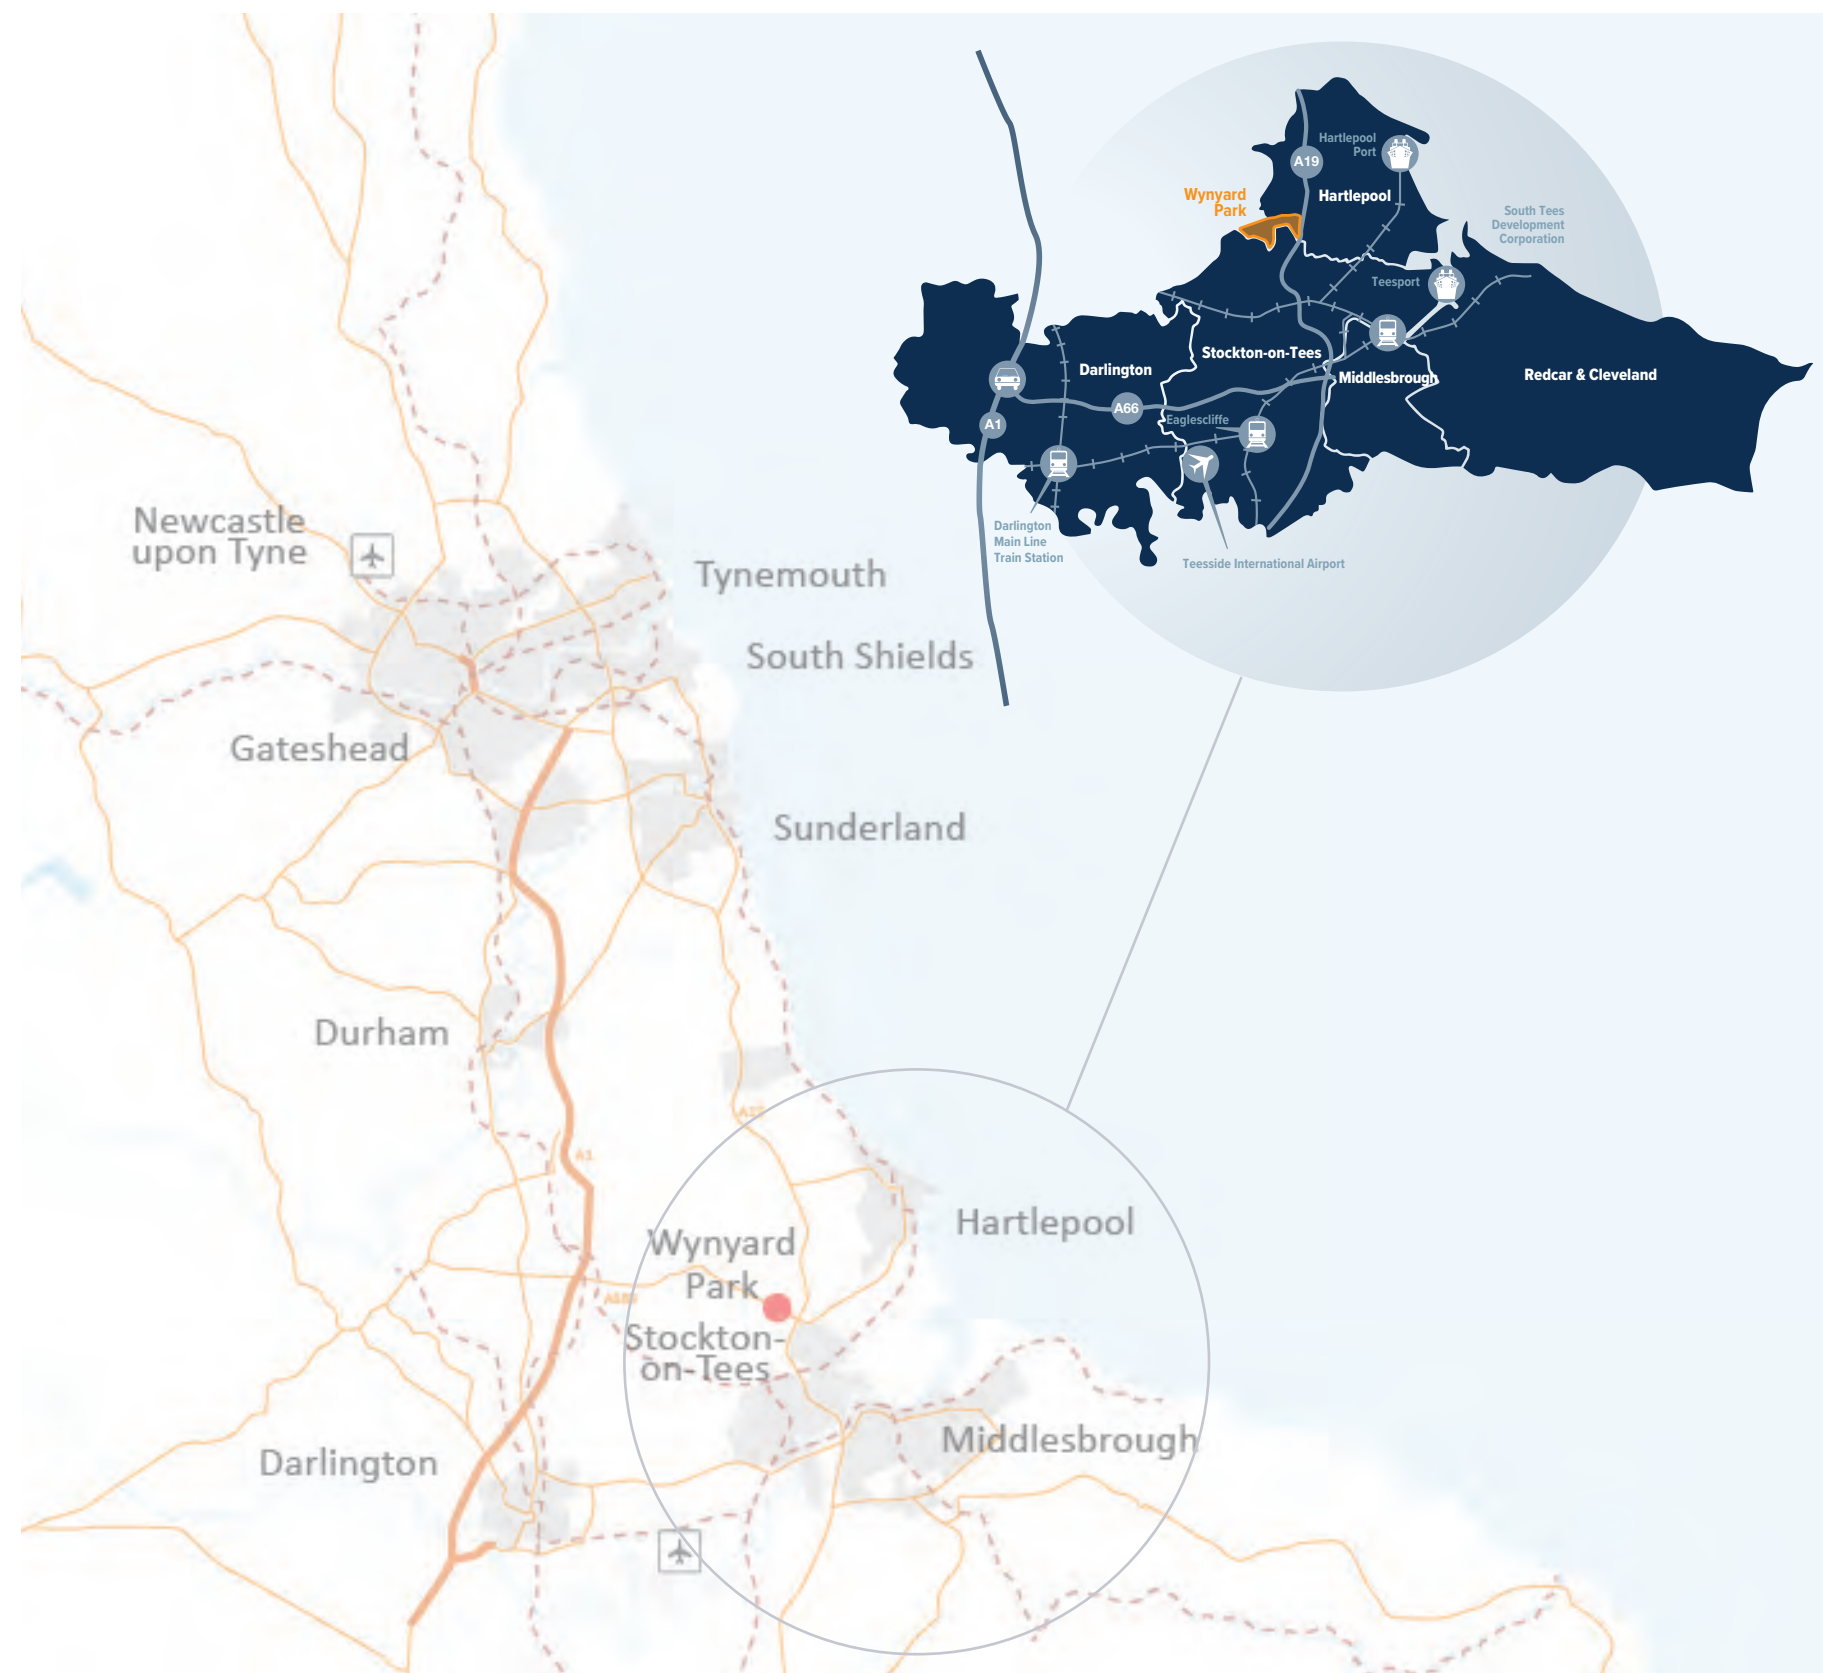 A19
Hartlepool
Port
Hartlepool
Wynyard
Park
South Tees
Development
Corporation
Teesport
Stockton-on-Tees
Darlington
Middlesbrough
Redcar & Cleveland
A66
A1
Eaglescliffe
Darlington
Main Line
Train Station
Teesside International Airport
Newcastle
upon Tyne
Tynemouth
South Shields
Gateshead
Sunderland
Durham
A1
Wynyard
Park
Hartlepool
Stockton-
on-Tees
Darlington
Middlesbrough